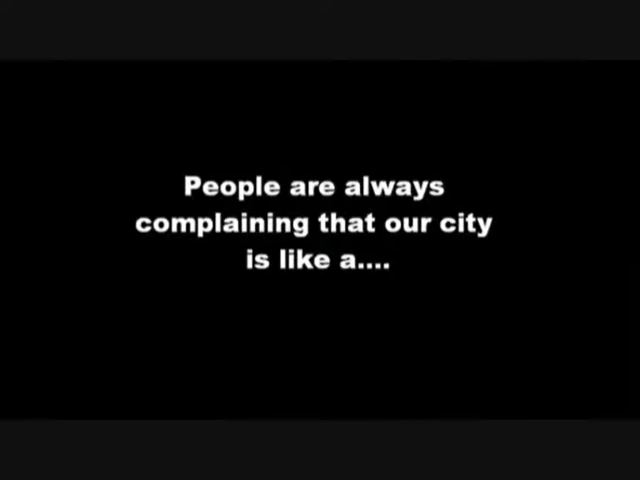 People are always
complaining that our city
is like a....